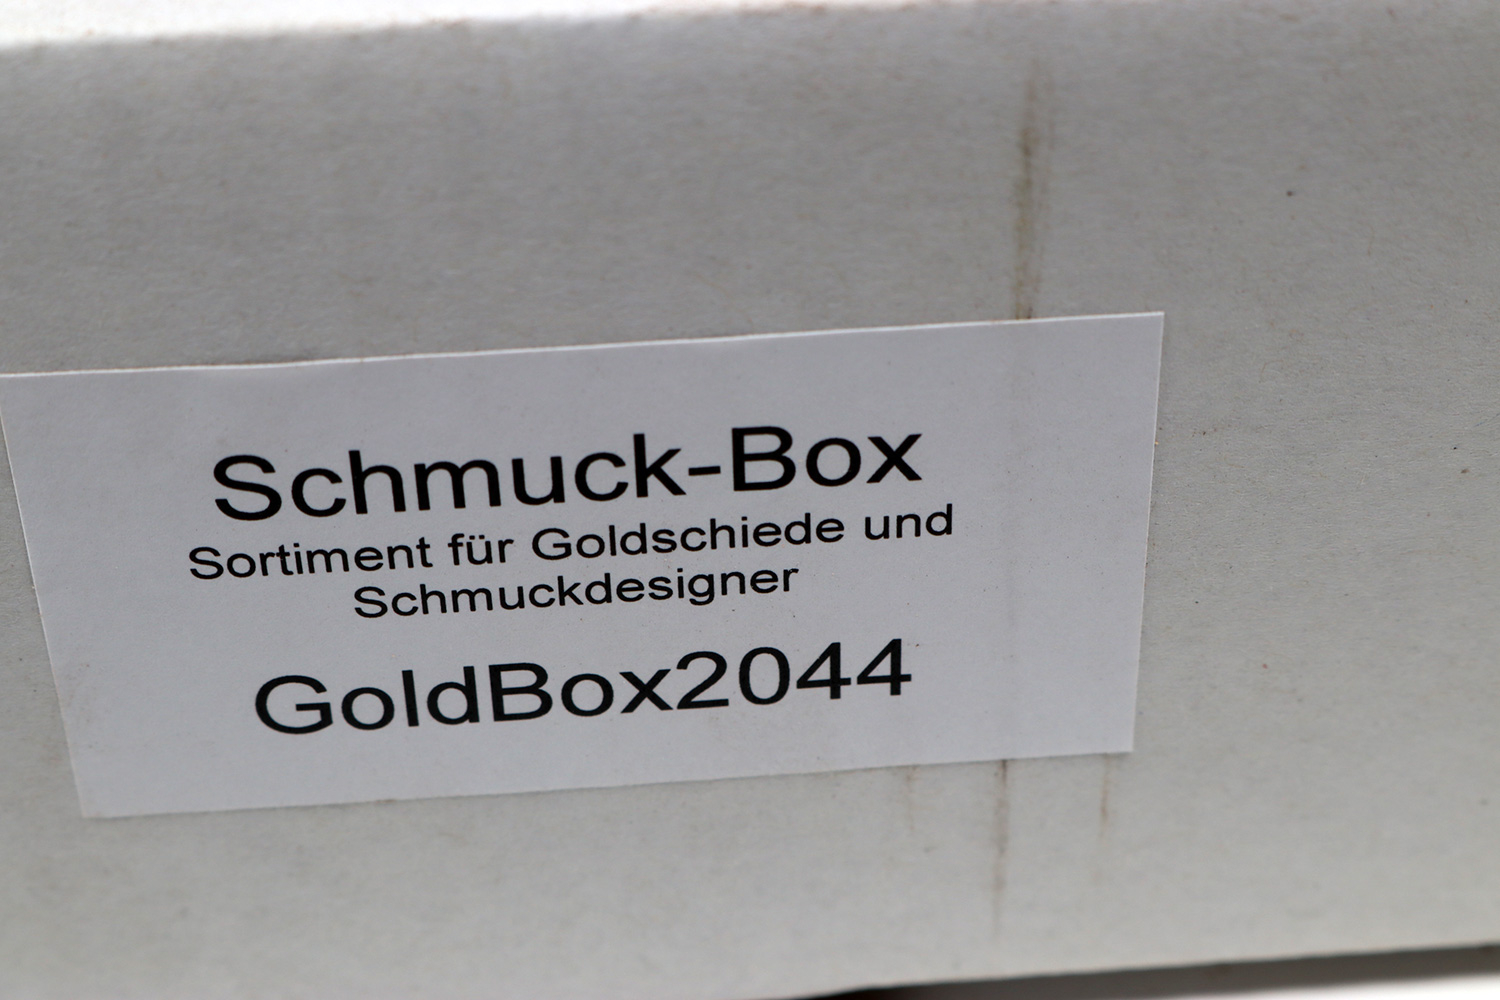 Schmuck-Box
Sortiment für Goldschiede und
Schmuckdesigner
GoldBox2044